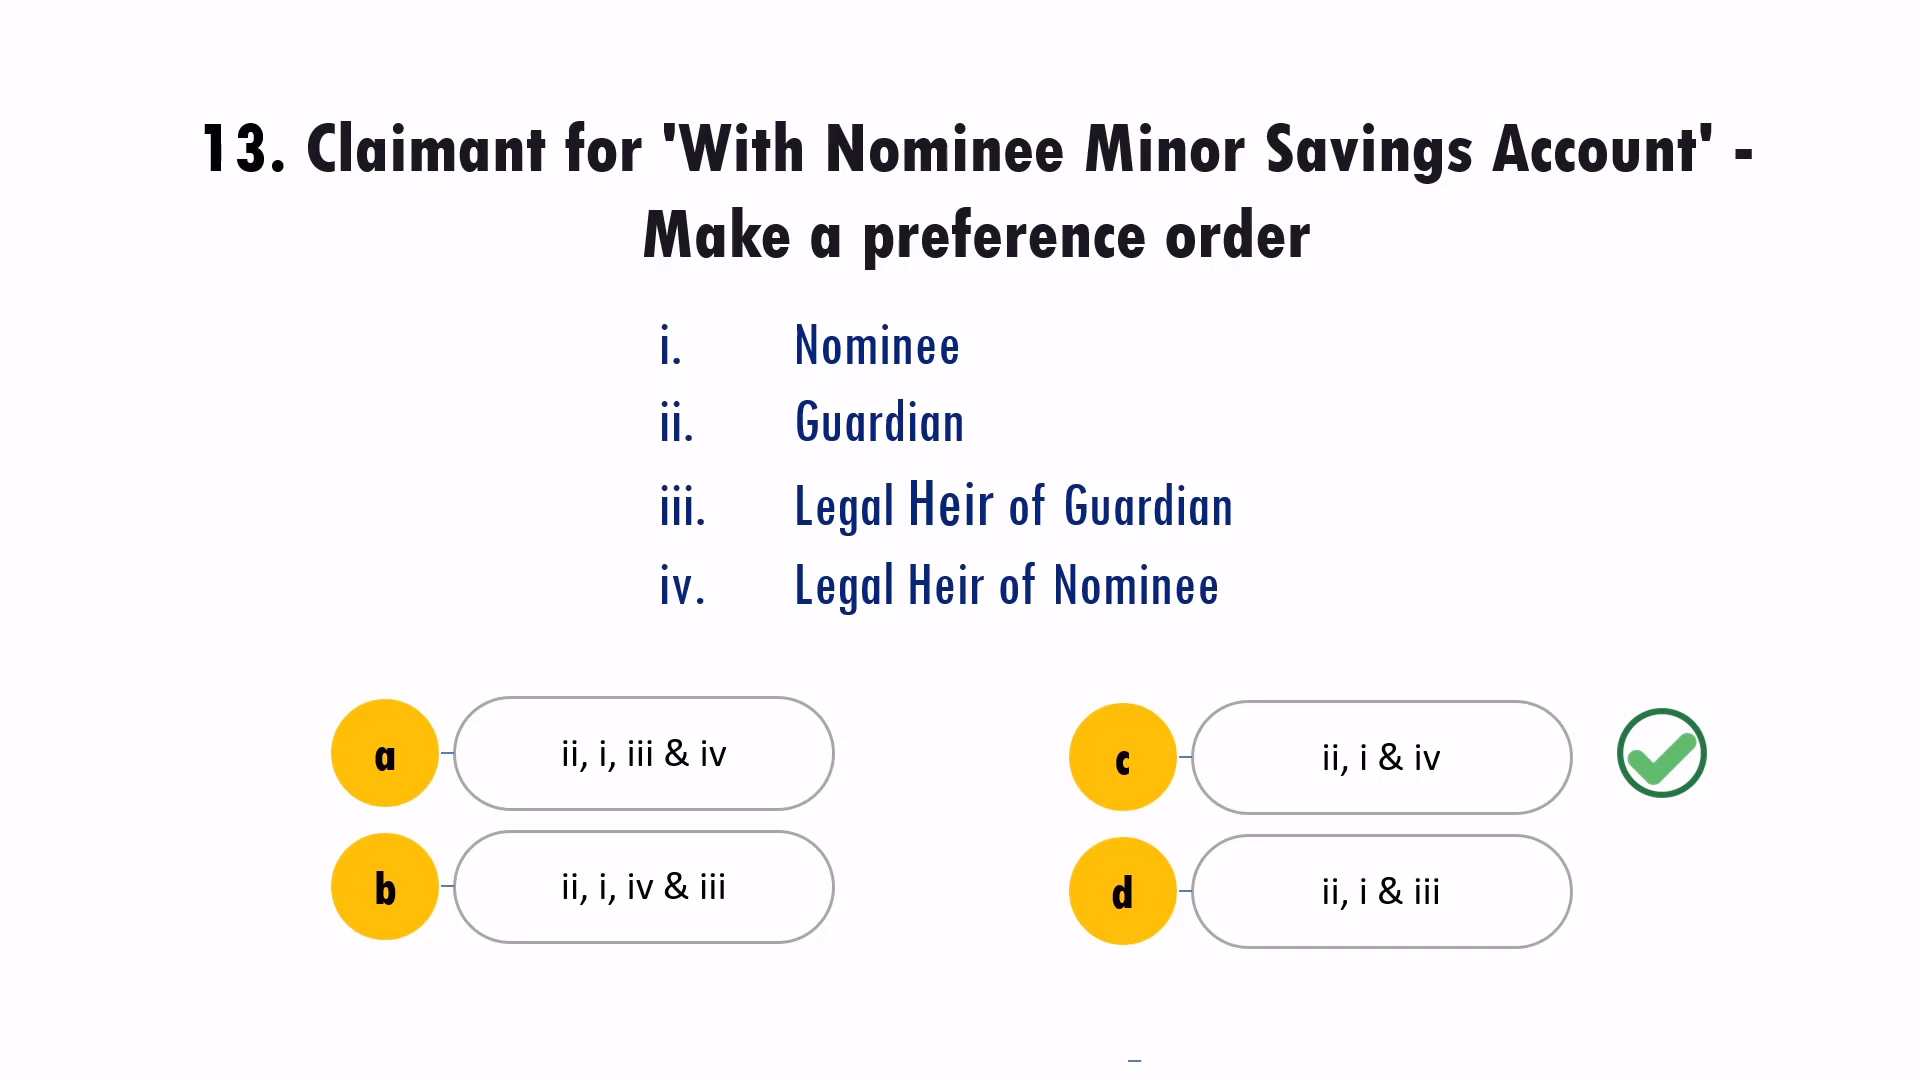 13. Claimant for 'With Nominee Minor Savings Account' -
Make a preference order
i. Nominee
ii. Guardian
iii. Legal Heir of Guardian
iv. Legal Heir of Nominee
a ii, i, iii & iv
b ii, i, iv & iii
c ii, i & iv
d ii, i & iii